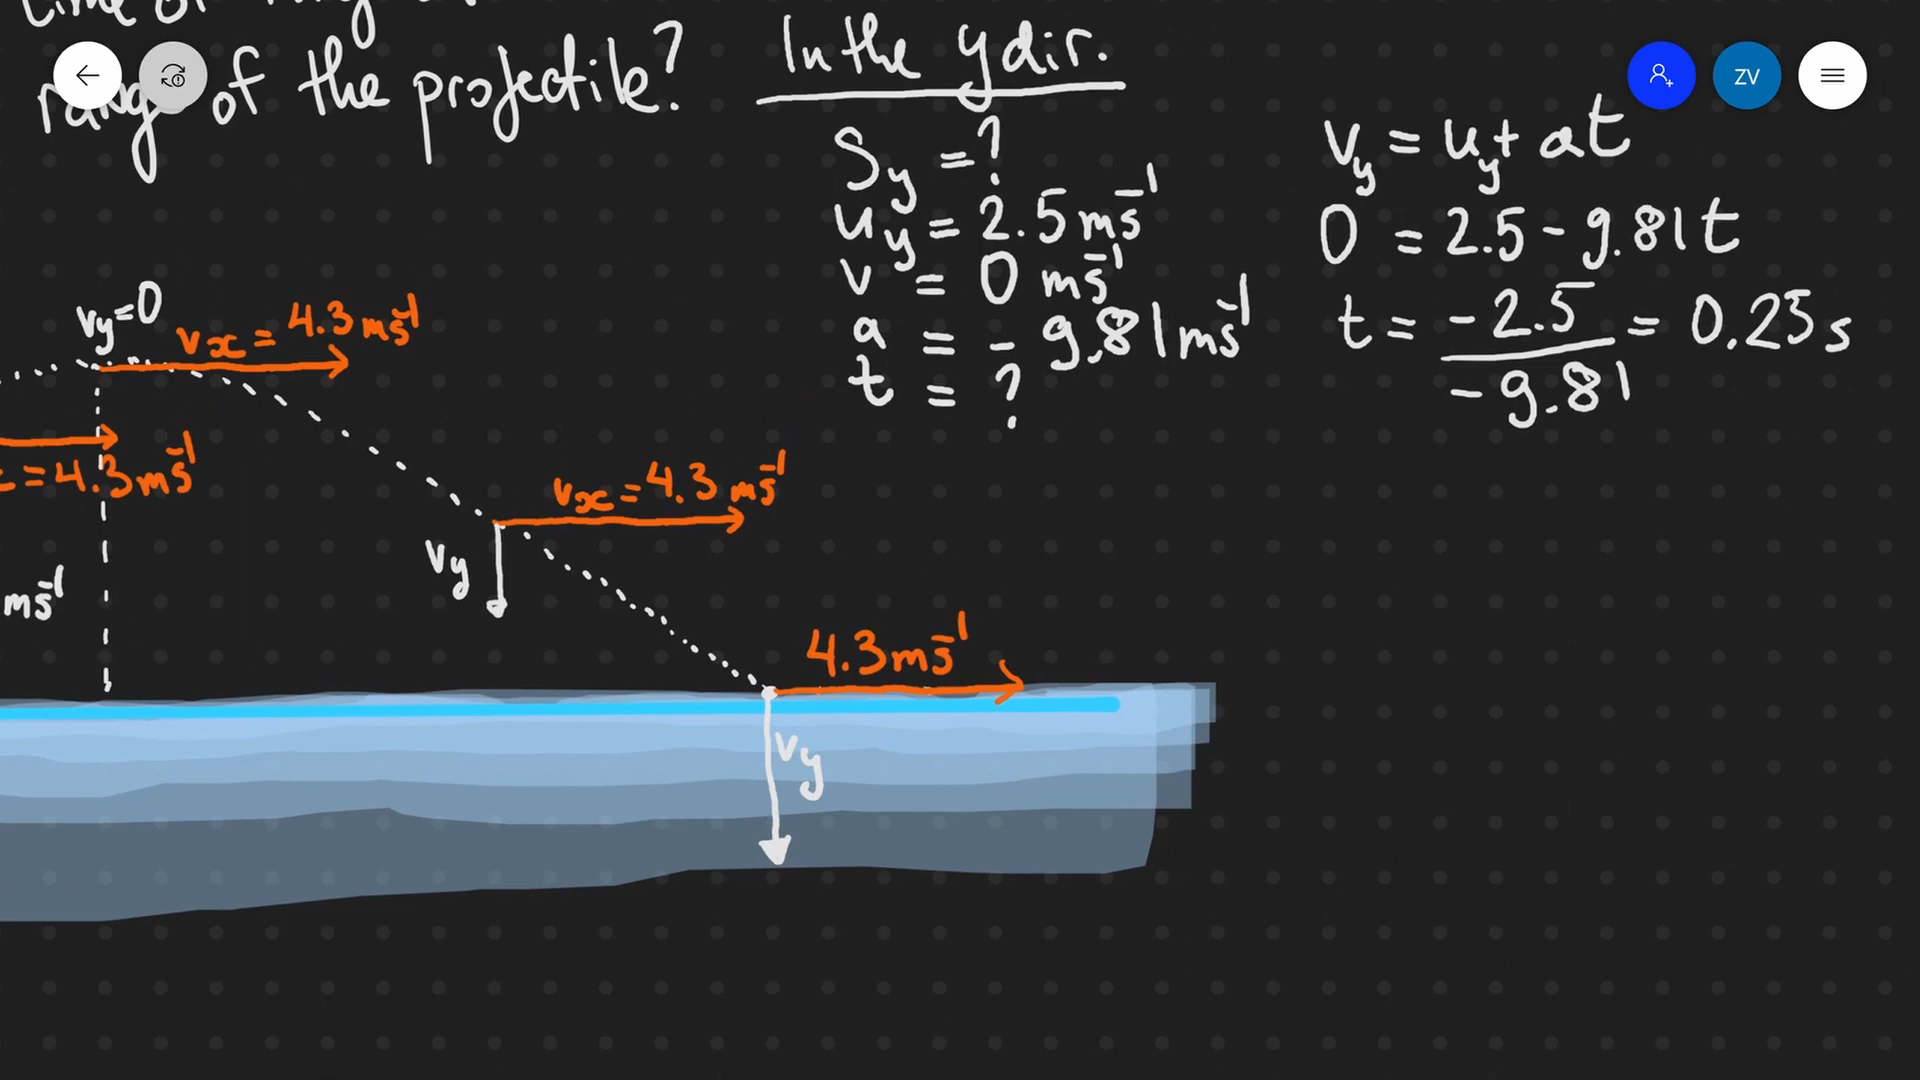 range of the projectile?
In the y dir.
Sy = ?
uy = 2.5 ms⁻¹
v = 0 ms⁻¹
a = - 9.81 ms⁻¹
t = ?
ZV
vy = uy + at
0 = 2.5 - 9.81t
t = -2.5 / -9.81 = 0.25 s
vy=0
vx = 4.3 ms⁻¹
= 4.3 ms⁻¹
vx = 4.3 ms⁻¹
vy
ms⁻¹
4.3 ms⁻¹
vy